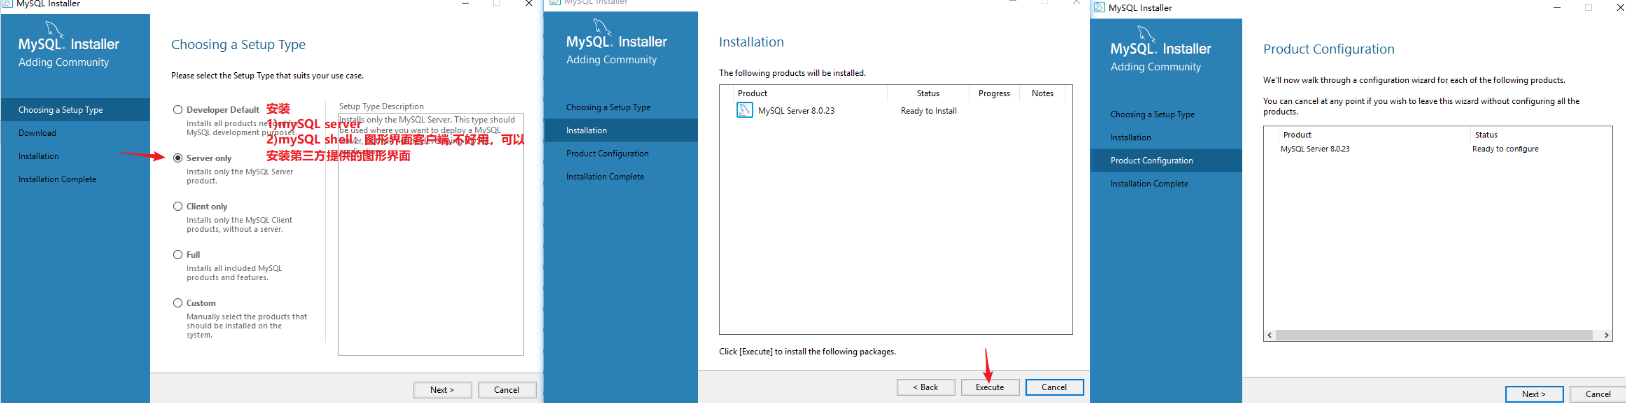 MySQL Installer
MySQL. Installer
Adding Community
Choosing a Setup Type
Download
Installation
Installation Complete
Choosing a Setup Type
Please select the Setup Type that suits your use case.
Developer Default
Installs all products needed for
MySQL development purposes.
Server only
Installs only the MySQL Server
product.
Client only
Installs only the MySQL Client
products, without a server.
Full
Installs all included MySQL
products and features.
Custom
Manually select the products that
should be installed on the
system.
安装
1)mySQL server
2)mySQL shell：图形界面客户端,不好用，可以
安装第三方提供的图形界面
Setup Type Description
Installs only the MySQL Server. This type should
be used where you want to deploy a MySQL
Next >
Cancel
MySQL Installer
MySQL. Installer
Adding Community
Choosing a Setup Type
Installation
Product Configuration
Installation Complete
Installation
The following products will be installed.
Product Status Progress Notes
MySQL Server 8.0.23 Ready to Install
Click [Execute] to install the following packages.
< Back
Execute
Cancel
MySQL Installer
MySQL. Installer
Adding Community
Choosing a Setup Type
Installation
Product Configuration
Installation Complete
Product Configuration
We'll now walk through a configuration wizard for each of the following products.
You can cancel at any point if you wish to leave this wizard without configuring all the
products.
Product Status
MySQL Server 8.0.23 Ready to configure
Next >
Cancel